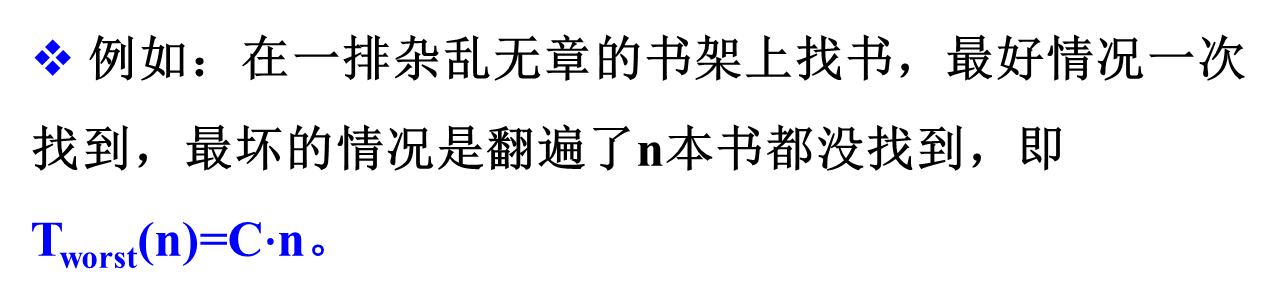 ❖ 例如：在一排杂乱无章的书架上找书，最好情况一次
找到，最坏的情况是翻遍了n本书都没找到，即
Tworst(n)=C·n。